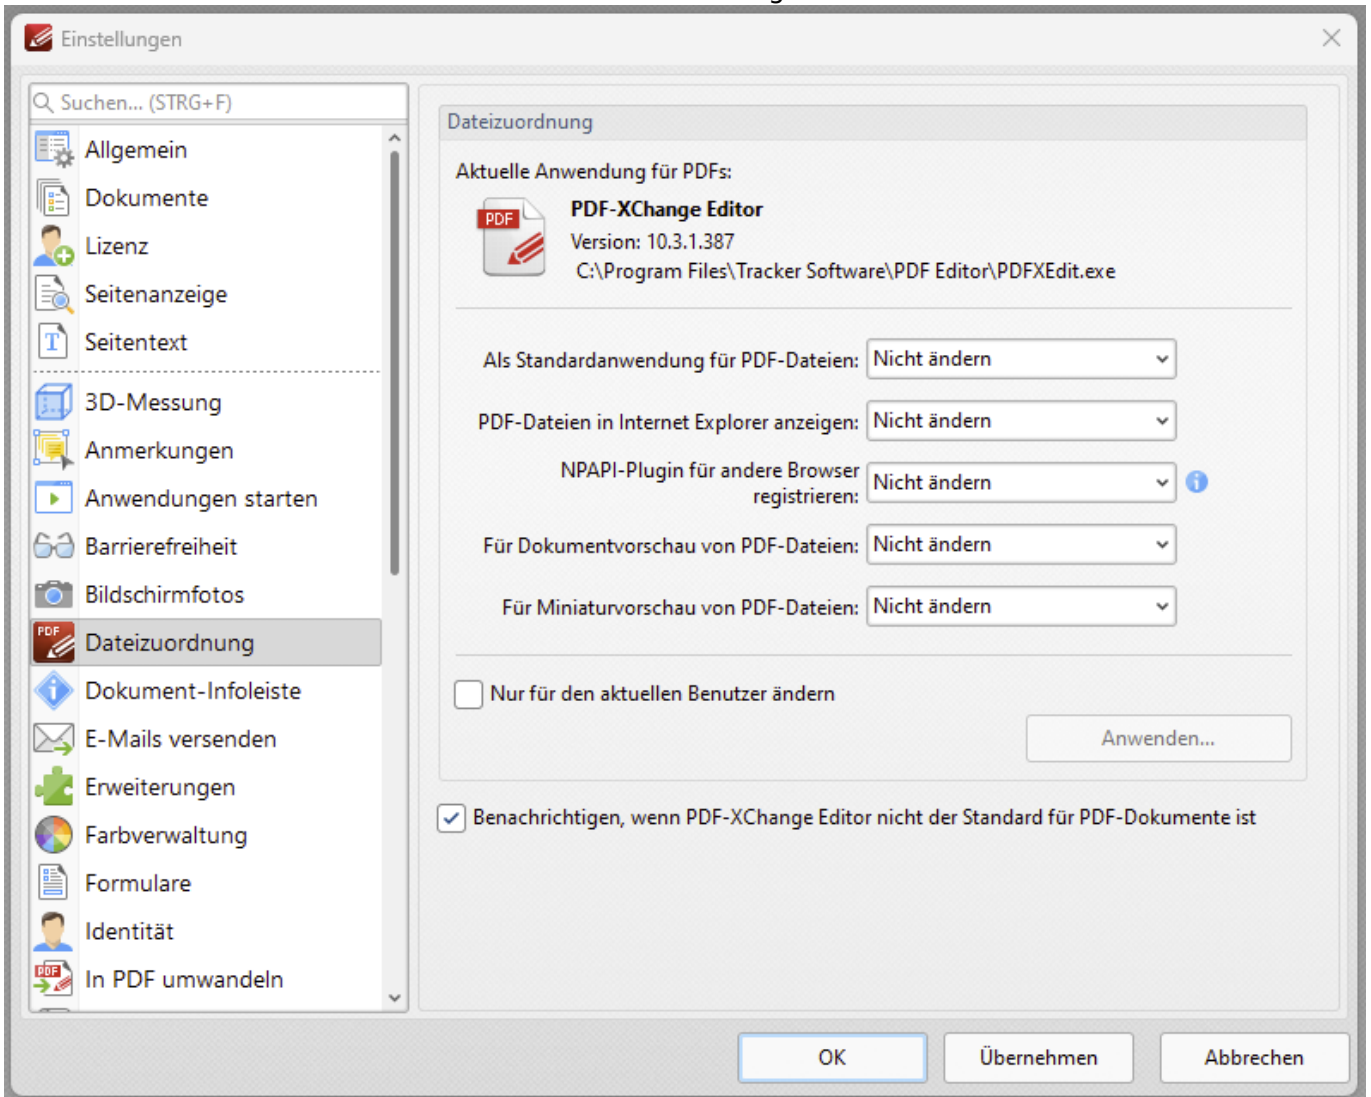 Einstellungen
Suchen... (STRG+F)
Allgemein
Dokumente
Lizenz
Seitenanzeige
Seitentext
3D-Messung
Anmerkungen
Anwendungen starten
Barrierefreiheit
Bildschirmfotos
PDF
Dateizuordnung
Dokument-Infoleiste
E-Mails versenden
Erweiterungen
Farbverwaltung
Formulare
Identität
PDF
In PDF umwandeln
Dateizuordnung
Aktuelle Anwendung für PDFs:
PDF
PDF-XChange Editor
Version: 10.3.1.387
C:\Program Files\Tracker Software\PDF Editor\PDFXEdit.exe
Als Standardanwendung für PDF-Dateien: Nicht ändern
PDF-Dateien in Internet Explorer anzeigen: Nicht ändern
NPAPI-Plugin für andere Browser
registrieren: Nicht ändern
Für Dokumentvorschau von PDF-Dateien: Nicht ändern
Für Miniaturvorschau von PDF-Dateien: Nicht ändern
Nur für den aktuellen Benutzer ändern
Anwenden...
Benachrichtigen, wenn PDF-XChange Editor nicht der Standard für PDF-Dokumente ist
OK Übernehmen Abbrechen